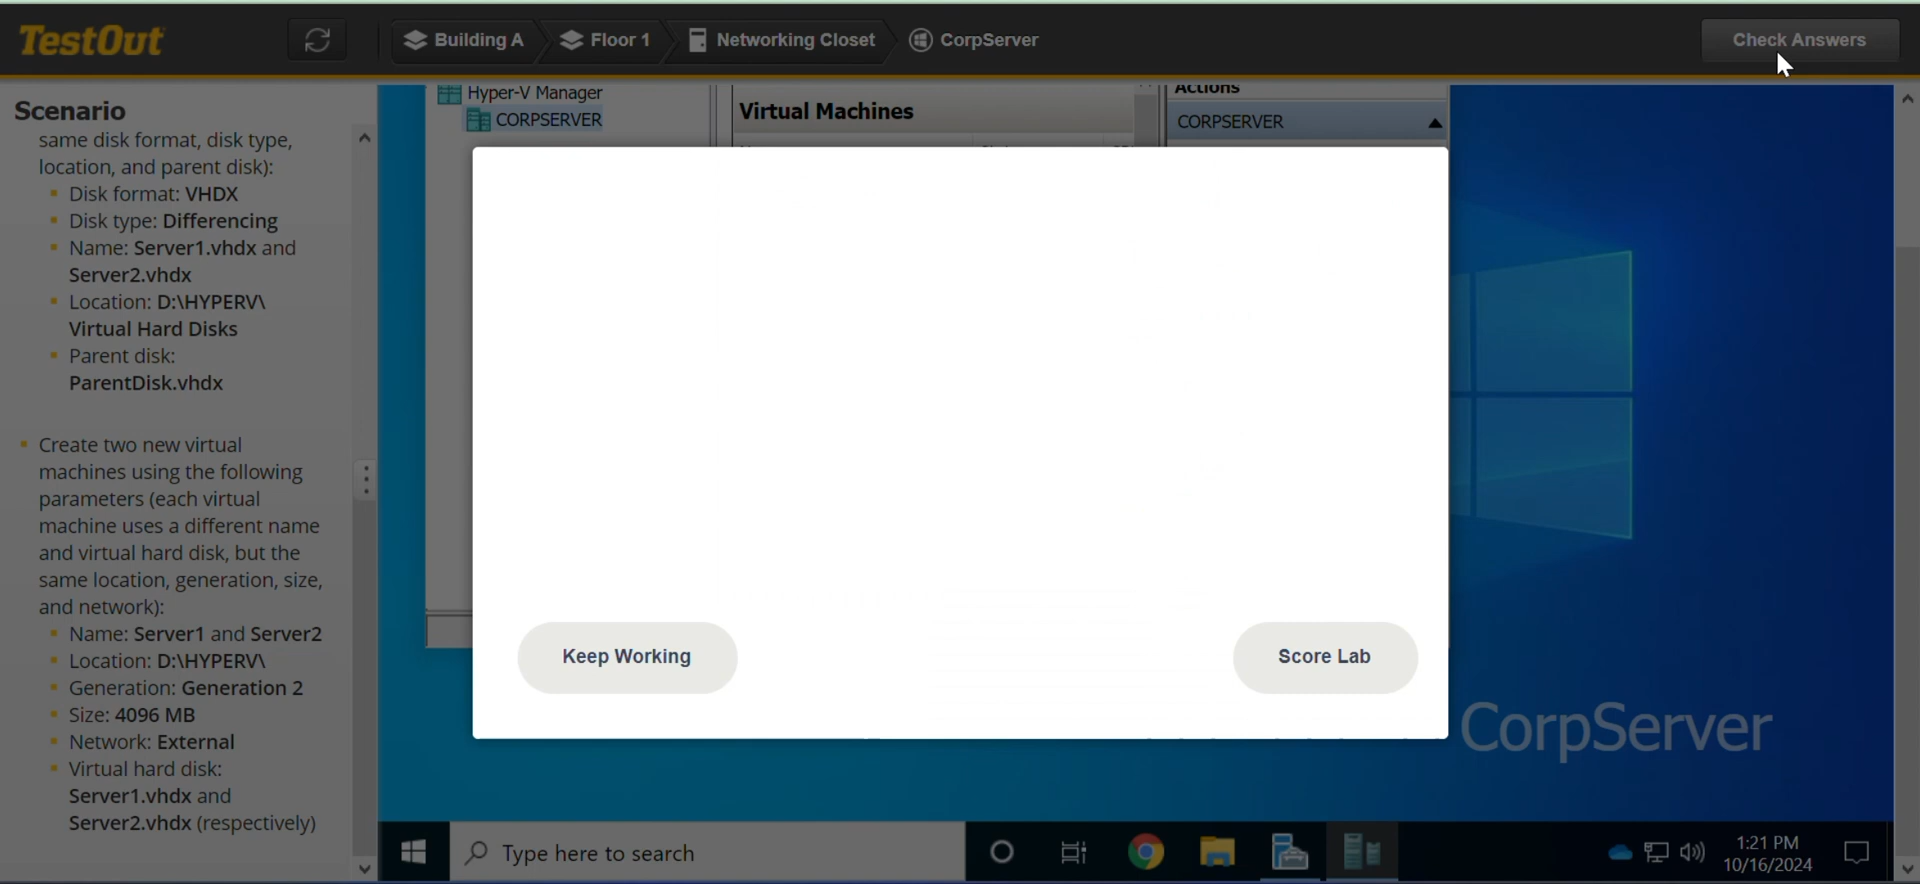 TestOut
Building A
Floor 1
Networking Closet
CorpServer
Check Answers
Scenario
same disk format, disk type,
location, and parent disk):
Disk format: VHDX
Disk type: Differencing
Name: Server1.vhdx and
Server2.vhdx
Location: D:\HYPERV\
Virtual Hard Disks
Parent disk:
ParentDisk.vhdx
Create two new virtual
machines using the following
parameters (each virtual
machine uses a different name
and virtual hard disk, but the
same location, generation, size,
and network):
Name: Server1 and Server2
Location: D:\HYPERV\
Generation: Generation 2
Size: 4096 MB
Network: External
Virtual hard disk:
Server1.vhdx and
Server2.vhdx (respectively)
Hyper-V Manager
CORPSERVER
Virtual Machines
Actions
CORPSERVER
Keep Working
Score Lab
CorpServer
Type here to search
1:21 PM
10/16/2024